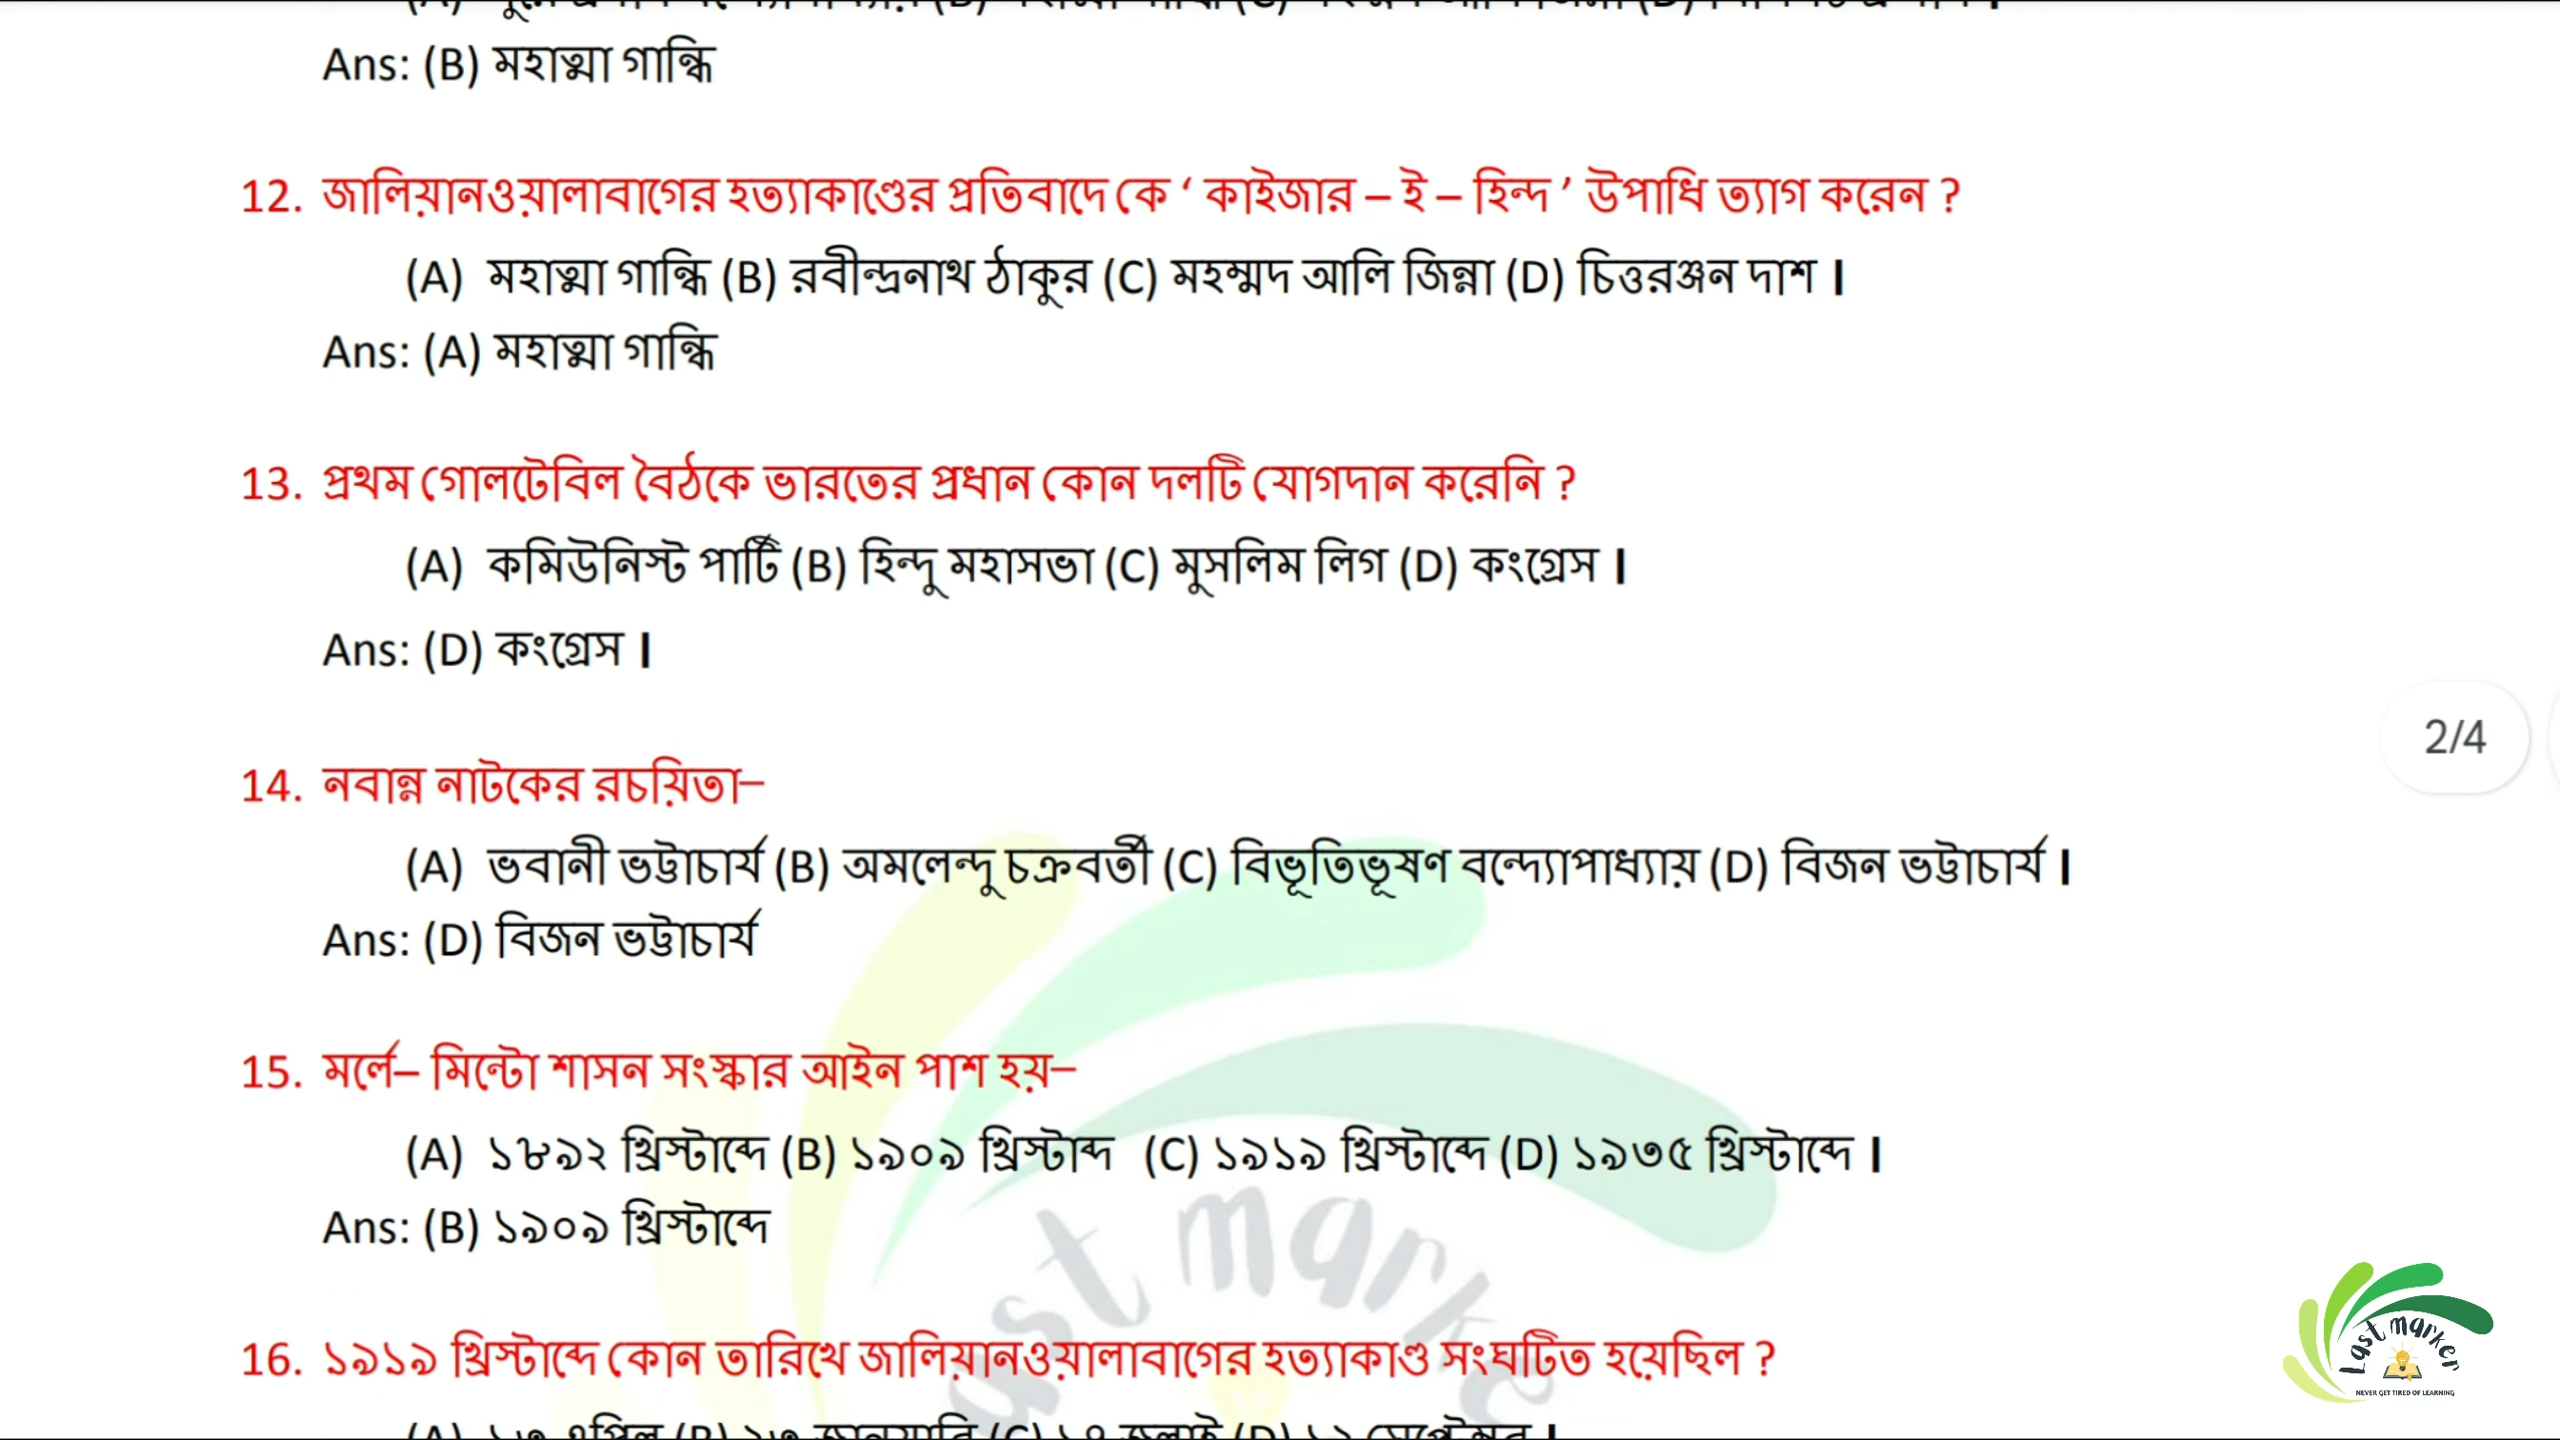 Ans: (B) মহাত্মা গান্ধি
12. জালিয়ানওয়ালাবাগের হত্যাকাণ্ডের প্রতিবাদে কে ‘ কাইজার – ই – হিন্দ ’ উপাধি ত্যাগ করেন ?
(A) মহাত্মা গান্ধি (B) রবীন্দ্রনাথ ঠাকুর (C) মহম্মদ আলি জিন্না (D) চিত্তরঞ্জন দাশ ।
Ans: (A) মহাত্মা গান্ধি
13. প্রথম গোলটেবিল বৈঠকে ভারতের প্রধান কোন দলটি যোগদান করেনি ?
(A) কমিউনিস্ট পার্টি (B) হিন্দু মহাসভা (C) মুসলিম লিগ (D) কংগ্রেস ।
Ans: (D) কংগ্রেস ।
2/4
14. নবান্ন নাটকের রচয়িতা–
(A) ভবানী ভট্টাচার্য (B) অমলেন্দু চক্রবর্তী (C) বিভূতিভূষণ বন্দ্যোপাধ্যায় (D) বিজন ভট্টাচার্য ।
Ans: (D) বিজন ভট্টাচার্য
15. মর্লে– মিন্টো শাসন সংস্কার আইন পাশ হয়–
(A) ১৮৯২ খ্রিস্টাব্দে (B) ১৯০৯ খ্রিস্টাব্দ (C) ১৯১৯ খ্রিস্টাব্দে (D) ১৯৩৫ খ্রিস্টাব্দে ।
Ans: (B) ১৯০৯ খ্রিস্টাব্দে
16. ১৯১৯ খ্রিস্টাব্দে কোন তারিখে জালিয়ানওয়ালাবাগের হত্যাকাণ্ড সংঘটিত হয়েছিল ?
Last marker
NEVER GET TIRED OF LEARNING